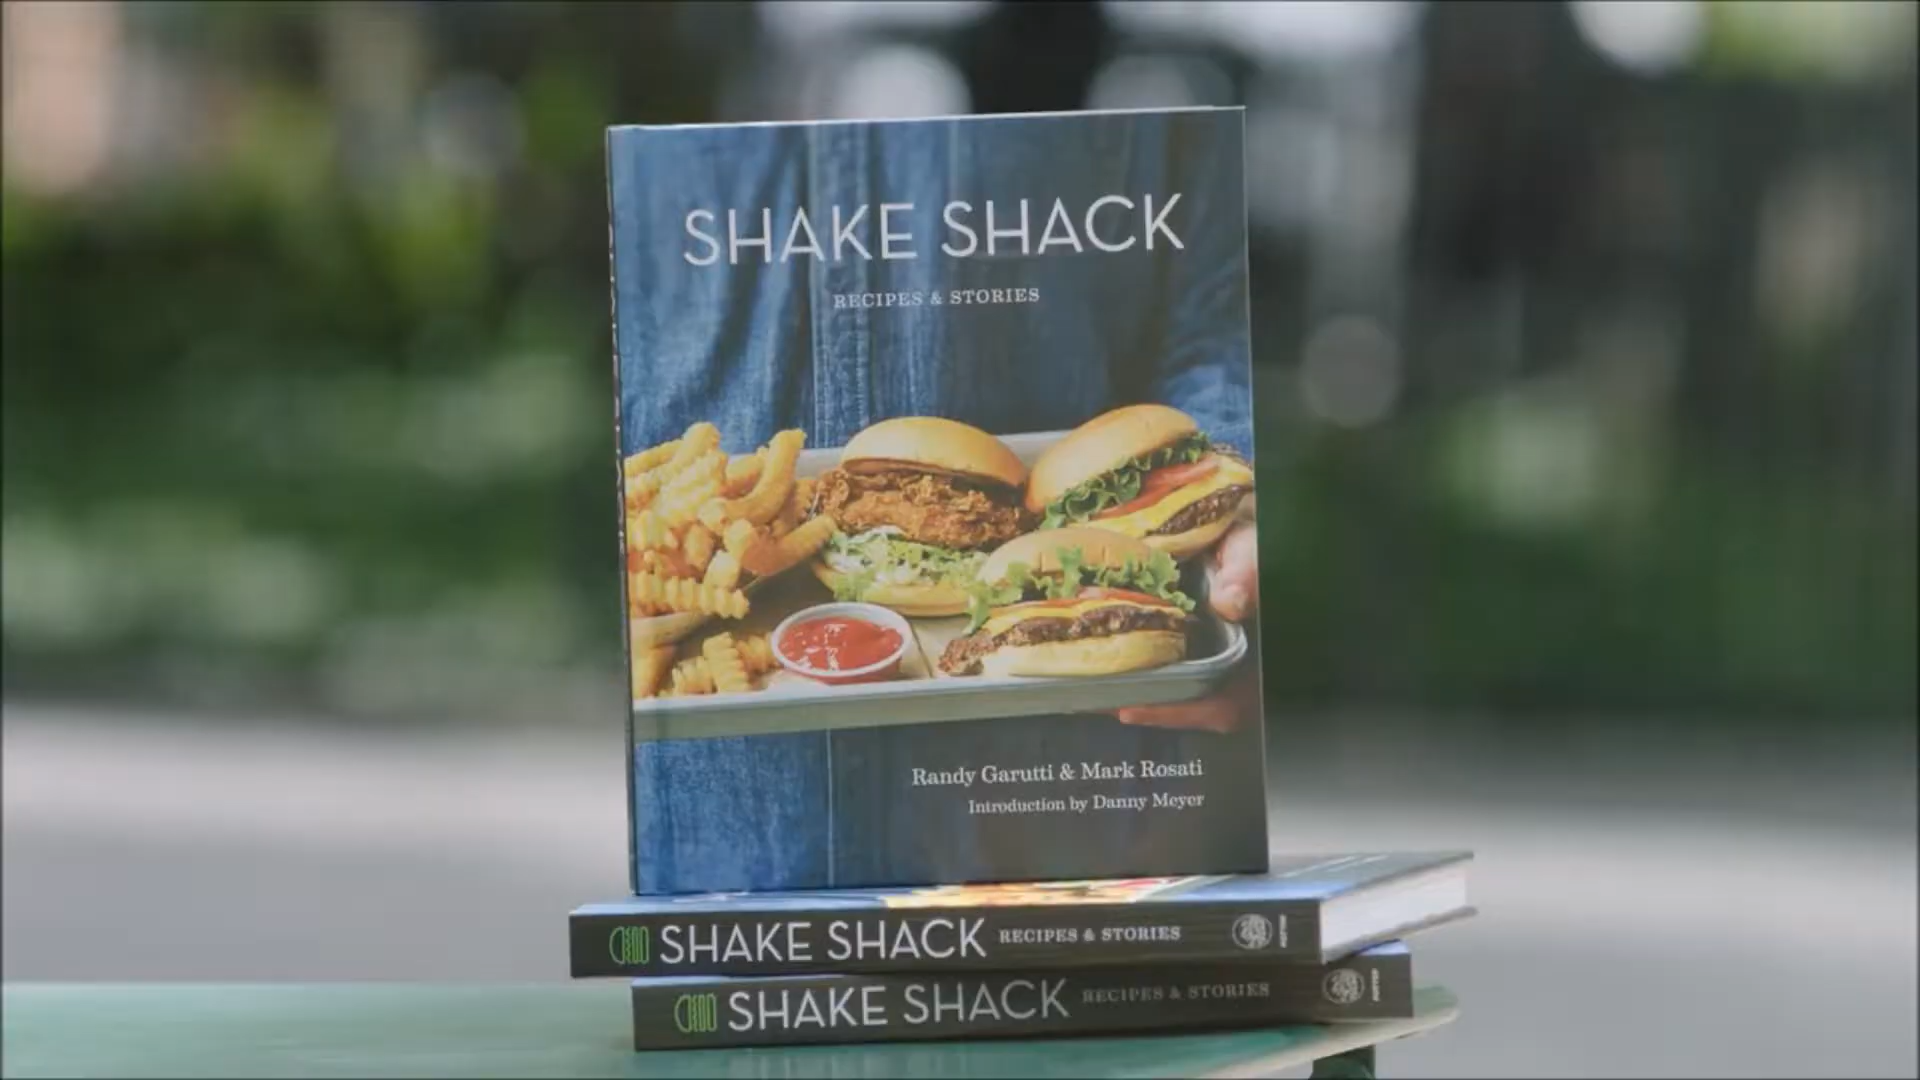 SHAKE SHACK
RECIPES & STORIES
Randy Garutti & Mark Rosati
Introduction by Danny Meyer
SHAKE SHACK RECIPES & STORIES
SHAKE SHACK RECIPES & STORIES